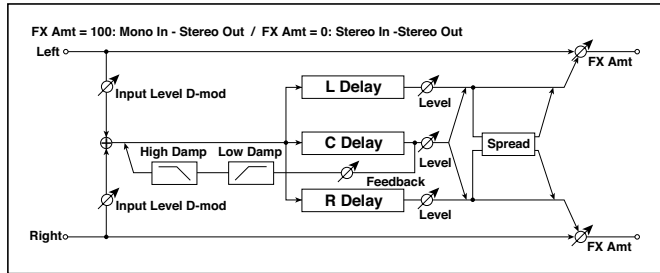 FX Amt = 100: Mono In - Stereo Out / FX Amt = 0: Stereo In -Stereo Out
Left
FX Amt
Input Level D-mod
L Delay
Level
High Damp
Low Damp
C Delay
Level
Spread
Feedback
Input Level D-mod
R Delay
Level
Right
FX Amt